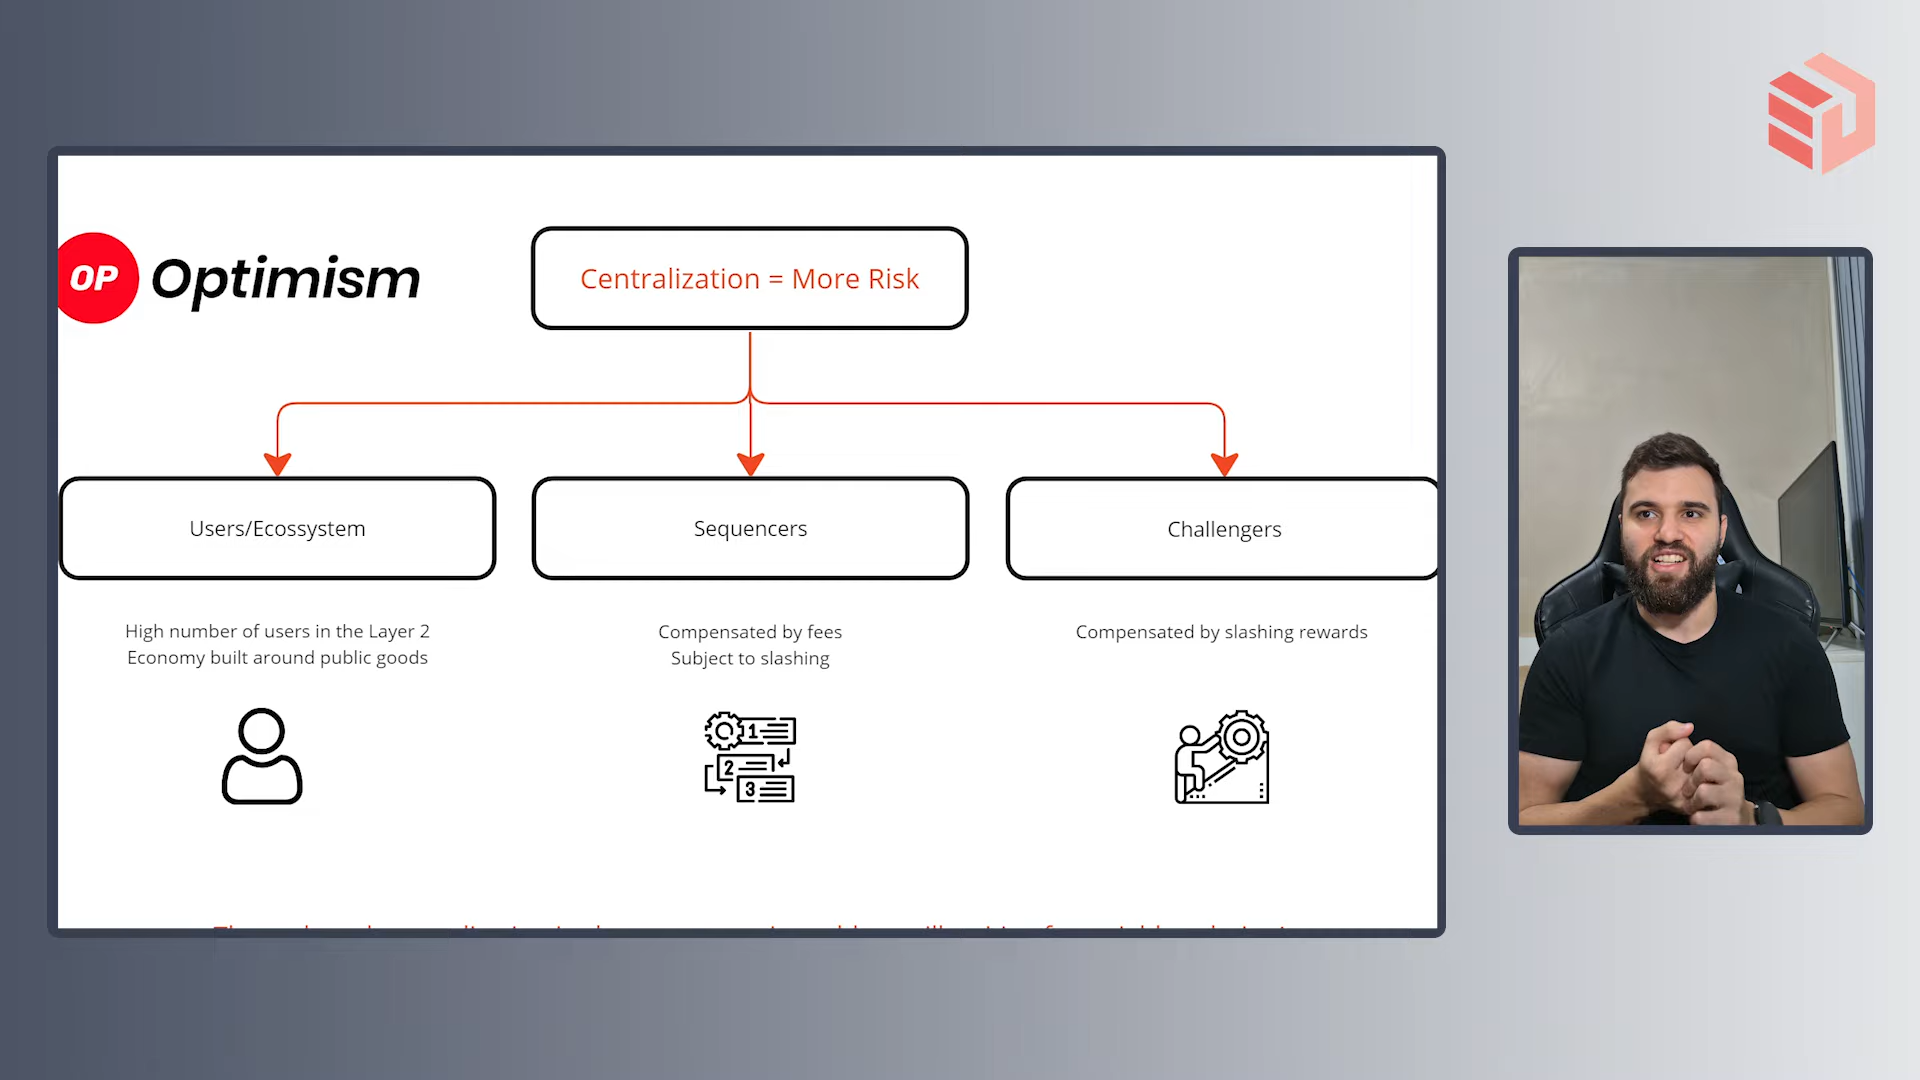 OP Optimism
Centralization = More Risk
Users/Ecossystem
Sequencers
Challengers
High number of users in the Layer 2
Economy built around public goods
Compensated by fees
Subject to slashing
Compensated by slashing rewards
1
2
3